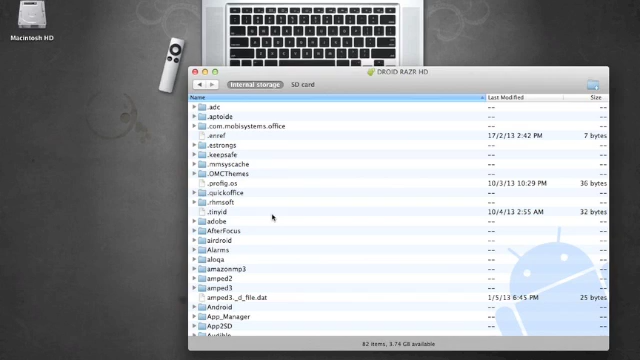 Macintosh HD
DROID RAZR HD
Internal storage SD card
Name Last Modified Size
.adc -- --
.aptoide -- --
.com.mobisystems.office -- --
.enref 17/2/13 2:42 PM 7 bytes
.estrongs -- --
.keepsafe -- --
.mmsyscache -- --
.OMCThemes -- --
.profig.os 10/3/13 10:29 PM 36 bytes
.quickoffice -- --
.rhmsoft -- --
.tinyid 10/4/13 2:55 AM 32 bytes
adobe -- --
AfterFocus -- --
airdroid -- --
Alarms -- --
aloqa -- --
amazonmp3 -- --
amped2 -- --
amped3 -- --
amped3._d_file.dat 1/5/13 6:45 PM 25 bytes
Android -- --
App_Manager -- --
App2SD -- --
Audible -- --
82 items, 3.74 GB available